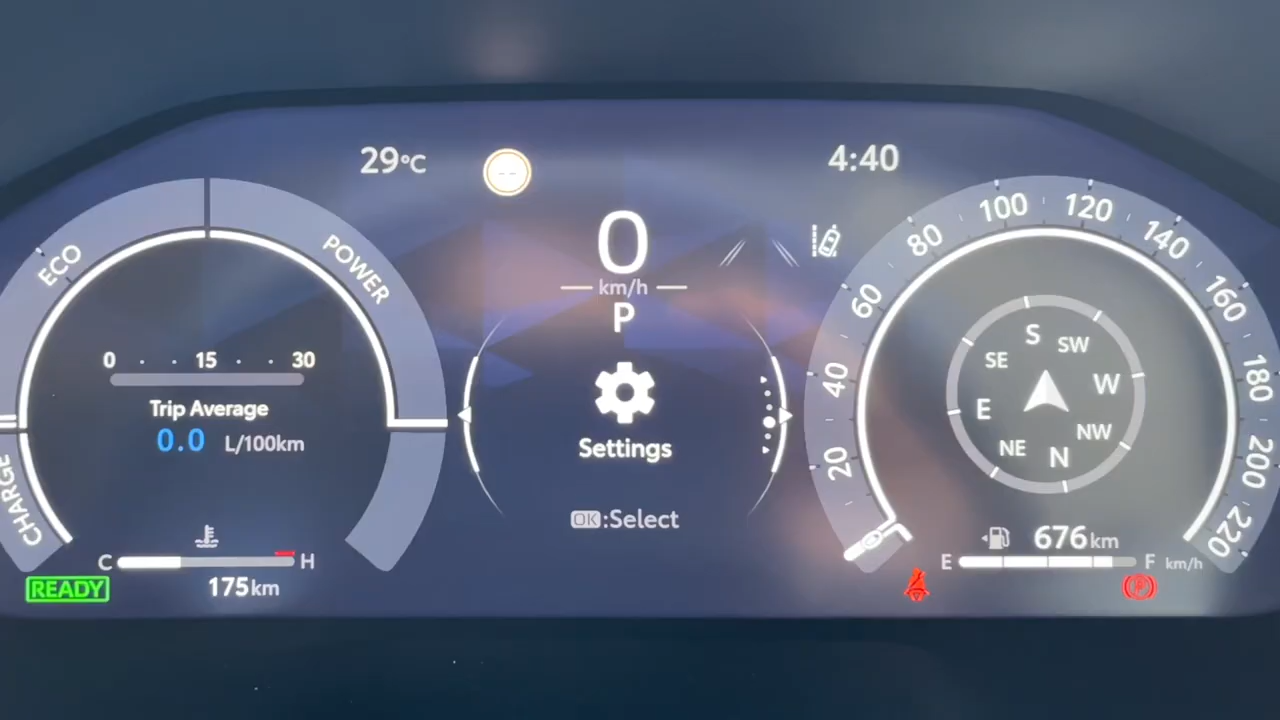 29°C
4:40
0
km/h
P
Settings
OK:Select
ECO
POWER
CHARGE
0 15 30
Trip Average
0.0 L/100km
C H
READY
175km
20
40
60
80
100
120
140
160
180
200
220
S
SW
W
NW
N
NE
E
SE
676km
E F km/h
P